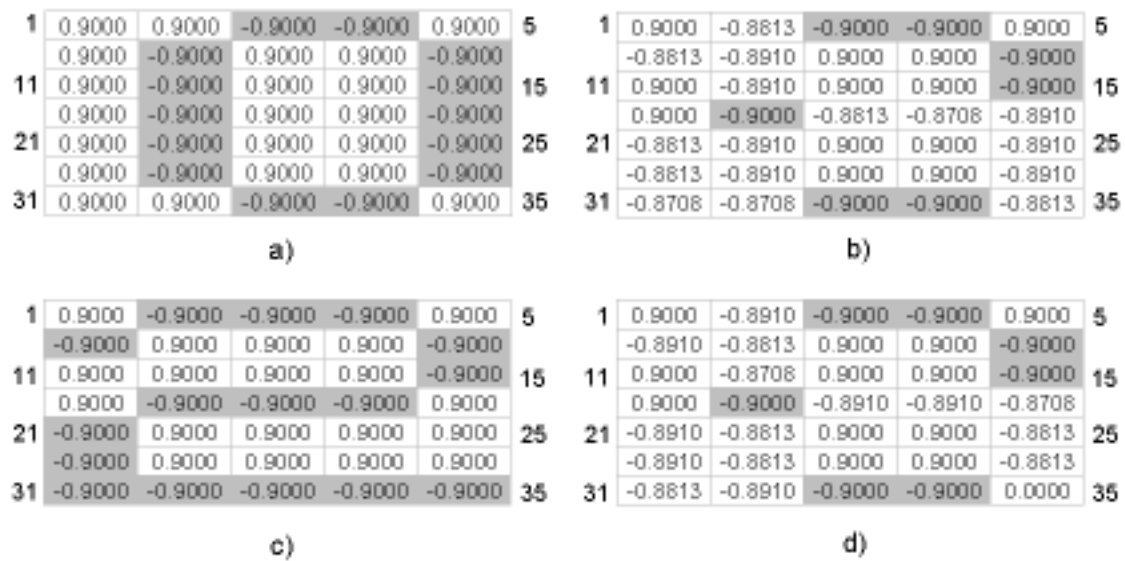 1 0.9000 0.9000 -0.9000 -0.9000 0.9000 5
0.9000 -0.9000 0.9000 0.9000 -0.9000
11 0.9000 -0.9000 0.9000 0.9000 -0.9000 15
0.9000 -0.9000 0.9000 0.9000 -0.9000
21 0.9000 -0.9000 0.9000 0.9000 -0.9000 25
0.9000 -0.9000 0.9000 0.9000 -0.9000
31 0.9000 0.9000 -0.9000 -0.9000 0.9000 35
a)
1 0.9000 -0.8813 -0.9000 -0.9000 0.9000 5
-0.8813 -0.8910 0.9000 0.9000 -0.9000
11 0.9000 -0.8910 0.9000 0.9000 -0.9000 15
0.9000 -0.9000 -0.8813 -0.8708 -0.8910
21 -0.8813 -0.8910 0.9000 0.9000 -0.8910 25
-0.8813 -0.8910 0.9000 0.9000 -0.8910
31 -0.8708 -0.8708 -0.9000 -0.9000 -0.8813 35
b)
1 0.9000 -0.9000 -0.9000 -0.9000 0.9000 5
-0.9000 0.9000 0.9000 0.9000 -0.9000
11 0.9000 0.9000 0.9000 0.9000 -0.9000 15
0.9000 -0.9000 -0.9000 -0.9000 0.9000
21 -0.9000 0.9000 0.9000 0.9000 0.9000 25
-0.9000 0.9000 0.9000 0.9000 0.9000
31 -0.9000 -0.9000 -0.9000 -0.9000 -0.9000 35
c)
1 0.9000 -0.8910 -0.9000 -0.9000 0.9000 5
-0.8910 -0.8813 0.9000 0.9000 -0.9000
11 0.9000 -0.8708 0.9000 0.9000 -0.9000 15
0.9000 -0.9000 -0.8910 -0.8910 -0.8708
21 -0.8910 -0.8813 0.9000 0.9000 -0.8813 25
-0.8910 -0.8813 0.9000 0.9000 -0.8813
31 -0.8813 -0.8910 -0.9000 -0.9000 0.0000 35
d)